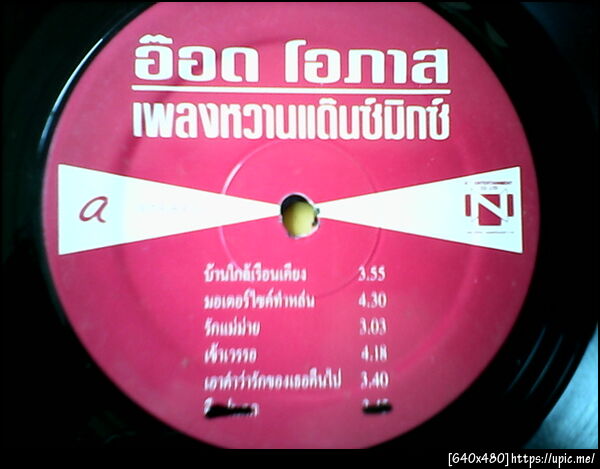 อ๊อด โอภาส
เพลงหวานแด๊นซ์มิกซ์
a
ENTERTAINMENT
N
บ้านใกล้เรือนเคียง 3.55
มอเตอร์ไซค์ทำหล่น 4.30
รักแม่ม่าย 3.03
เช้าเวรรอ 4.18
เอาคำว่ารักของเธอคืนไป 3.40
[640x480]https://upic.me/